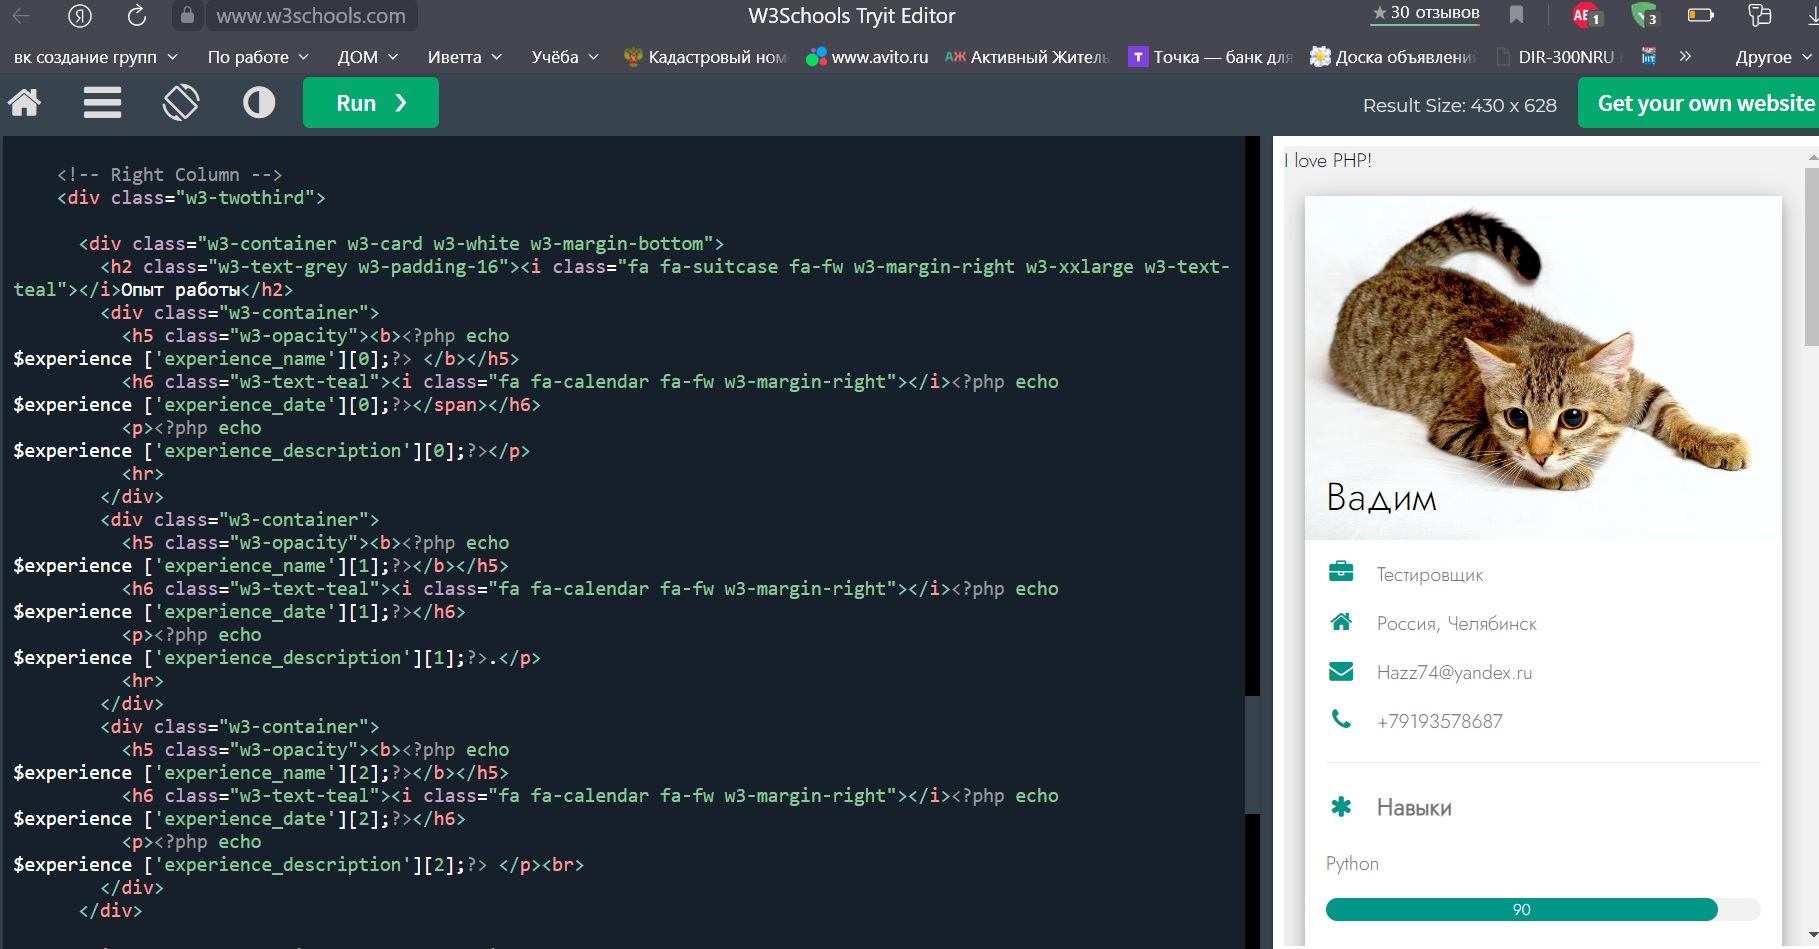 www.w3schools.com
W3Schools Tryit Editor
★30 отзывов
1
3
вк создание групп
По работе
ДОМ
Иветта
Учёба
Кадастровый ном
www.avito.ru
АЖ Активный Житель
Т Точка — банк для
Доска объявлени
DIR-300NRU
»
Другое
Run ❯
Result Size: 430 x 628
Get your own website
<!-- Right Column -->
<div class="w3-twothird">
<div class="w3-container w3-card w3-white w3-margin-bottom">
<h2 class="w3-text-grey w3-padding-16"><i class="fa fa-suitcase fa-fw w3-margin-right w3-xxlarge w3-text-
teal"></i>Опыт работы</h2>
<div class="w3-container">
<h5 class="w3-opacity"><b><?php echo
$experience ['experience_name'][0];?> </b></h5>
<h6 class="w3-text-teal"><i class="fa fa-calendar fa-fw w3-margin-right"></i><?php echo
$experience ['experience_date'][0];?></span></h6>
<p><?php echo
$experience ['experience_description'][0];?></p>
<hr>
</div>
<div class="w3-container">
<h5 class="w3-opacity"><b><?php echo
$experience ['experience_name'][1];?></b></h5>
<h6 class="w3-text-teal"><i class="fa fa-calendar fa-fw w3-margin-right"></i><?php echo
$experience ['experience_date'][1];?></h6>
<p><?php echo
$experience ['experience_description'][1];?>.</p>
<hr>
</div>
<div class="w3-container">
<h5 class="w3-opacity"><b><?php echo
$experience ['experience_name'][2];?></b></h5>
<h6 class="w3-text-teal"><i class="fa fa-calendar fa-fw w3-margin-right"></i><?php echo
$experience ['experience_date'][2];?></h6>
<p><?php echo
$experience ['experience_description'][2];?> </p><br>
</div>
</div>
I love PHP!
Вадим
Тестировщик
Россия, Челябинск
Hazz74@yandex.ru
+79193578687
Навыки
Python
90